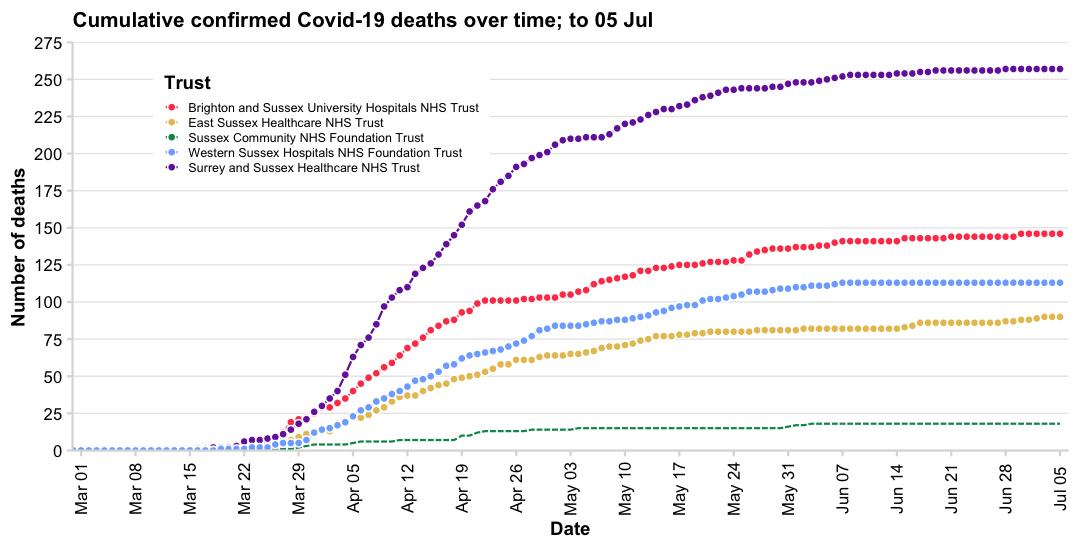 Cumulative confirmed Covid-19 deaths over time; to 05 Jul
275
250
225
200
175
150
125
100
75
50
25
0
Number of deaths
Trust
Brighton and Sussex University Hospitals NHS Trust
East Sussex Healthcare NHS Trust
Sussex Community NHS Foundation Trust
Western Sussex Hospitals NHS Foundation Trust
Surrey and Sussex Healthcare NHS Trust
Mar 01
Mar 08
Mar 15
Mar 22
Mar 29
Apr 05
Apr 12
Apr 19
Apr 26
May 03
May 10
May 17
May 24
May 31
Jun 07
Jun 14
Jun 21
Jun 28
Jul 05
Date